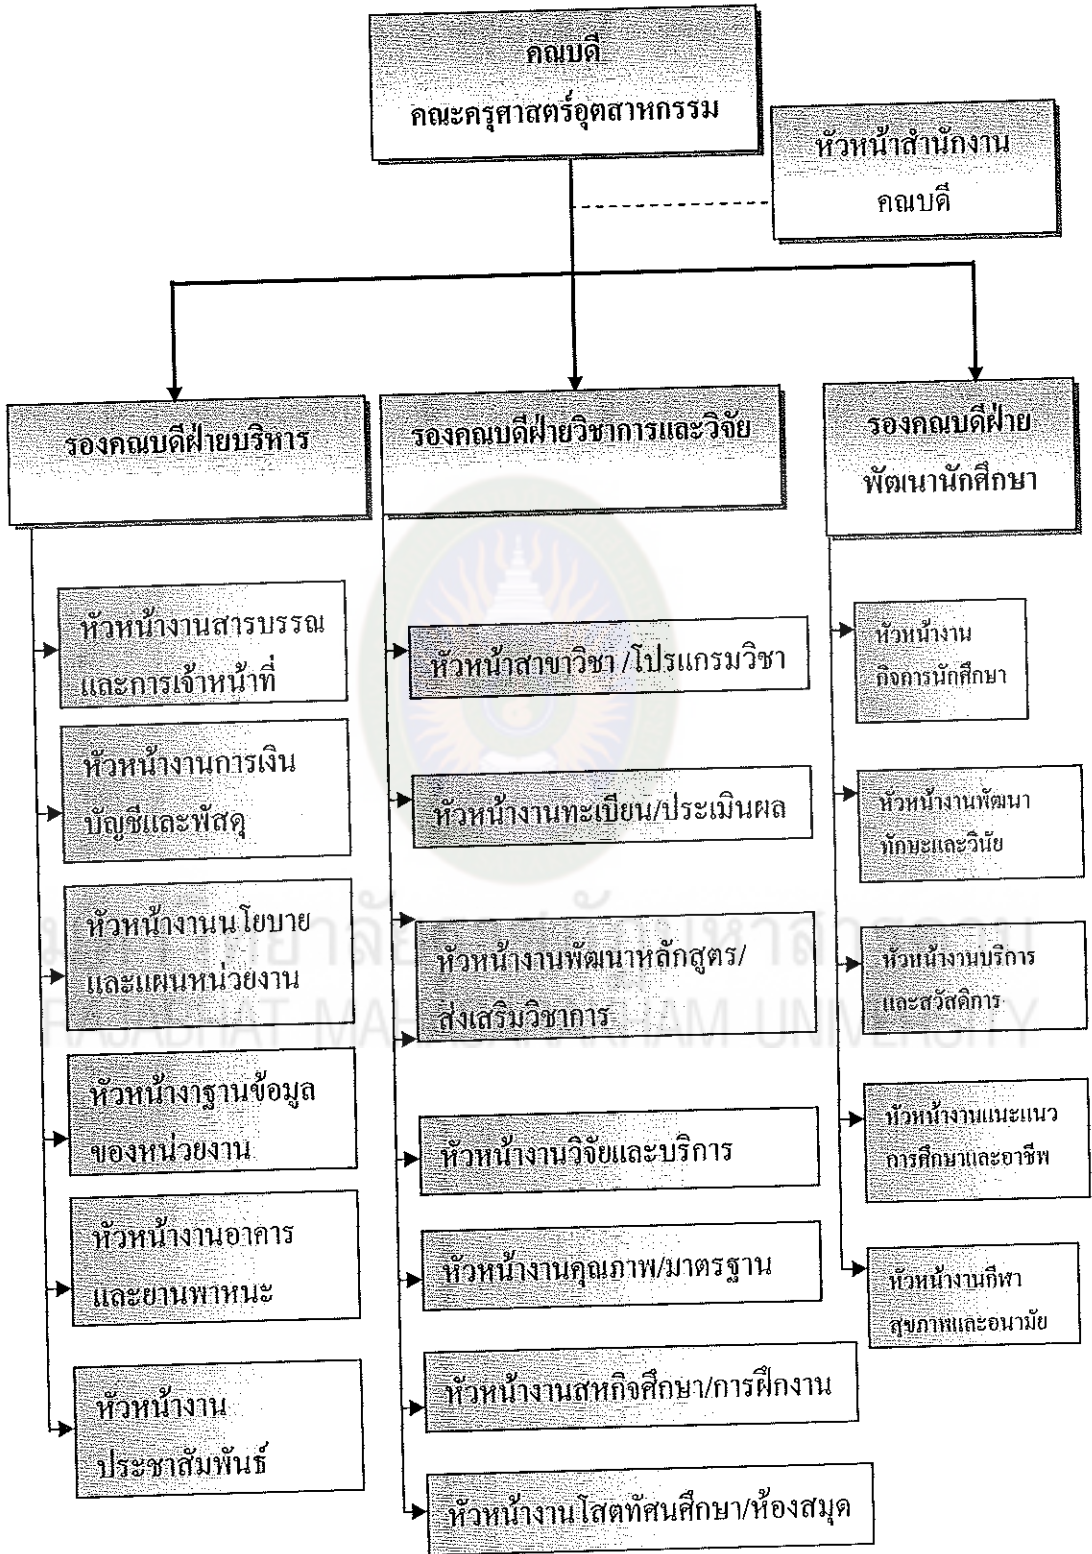 คณบดี
คณะครุศาสตร์อุตสาหกรรม
หัวหน้าสำนักงาน
คณบดี
รองคณบดีฝ่ายบริหาร
หัวหน้างานสารบรรณ
และการเจ้าหน้าที่
หัวหน้างานการเงิน
บัญชีและพัสดุ
หัวหน้างานนโยบาย
และแผนหน่วยงาน
หัวหน้างาฐานข้อมูล
ของหน่วยงาน
หัวหน้างานอาคาร
และยานพาหนะ
หัวหน้างาน
ประชาสัมพันธ์
รองคณบดีฝ่ายวิชาการและวิจัย
หัวหน้าสาขาวิชา /โปรแกรมวิชา
หัวหน้างานทะเบียน/ประเมินผล
หัวหน้างานพัฒนาหลักสูตร/
ส่งเสริมวิชาการ
หัวหน้างานวิจัยและบริการ
หัวหน้างานคุณภาพ/มาตรฐาน
หัวหน้างานสหกิจศึกษา/การฝึกงาน
หัวหน้างานโสตทัศนศึกษา/ห้องสมุด
รองคณบดีฝ่าย
พัฒนานักศึกษา
หัวหน้างาน
กิจการนักศึกษา
หัวหน้างานพัฒนา
ทักษะและวินัย
หัวหน้างานบริการ
และสวัสดิการ
หัวหน้างานแนะแนว
การศึกษาและอาชีพ
หัวหน้างานกีฬา
สุขภาพและอนามัย